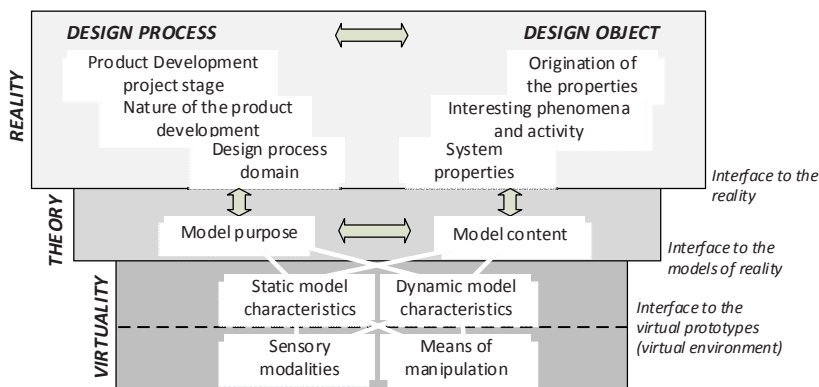 DESIGN PROCESS
DESIGN OBJECT
Product Development
project stage
Nature of the product
development
Design process
domain
Origination of
the properties
Interesting phenomena
and activity
System
properties
REALITY
Interface to the
reality
THEORY
Model purpose
Model content
Interface to the
models of reality
VIRTUALITY
Static model
characteristics
Dynamic model
characteristics
Interface to the
virtual prototypes
(virtual environment)
Sensory
modalities
Means of
manipulation